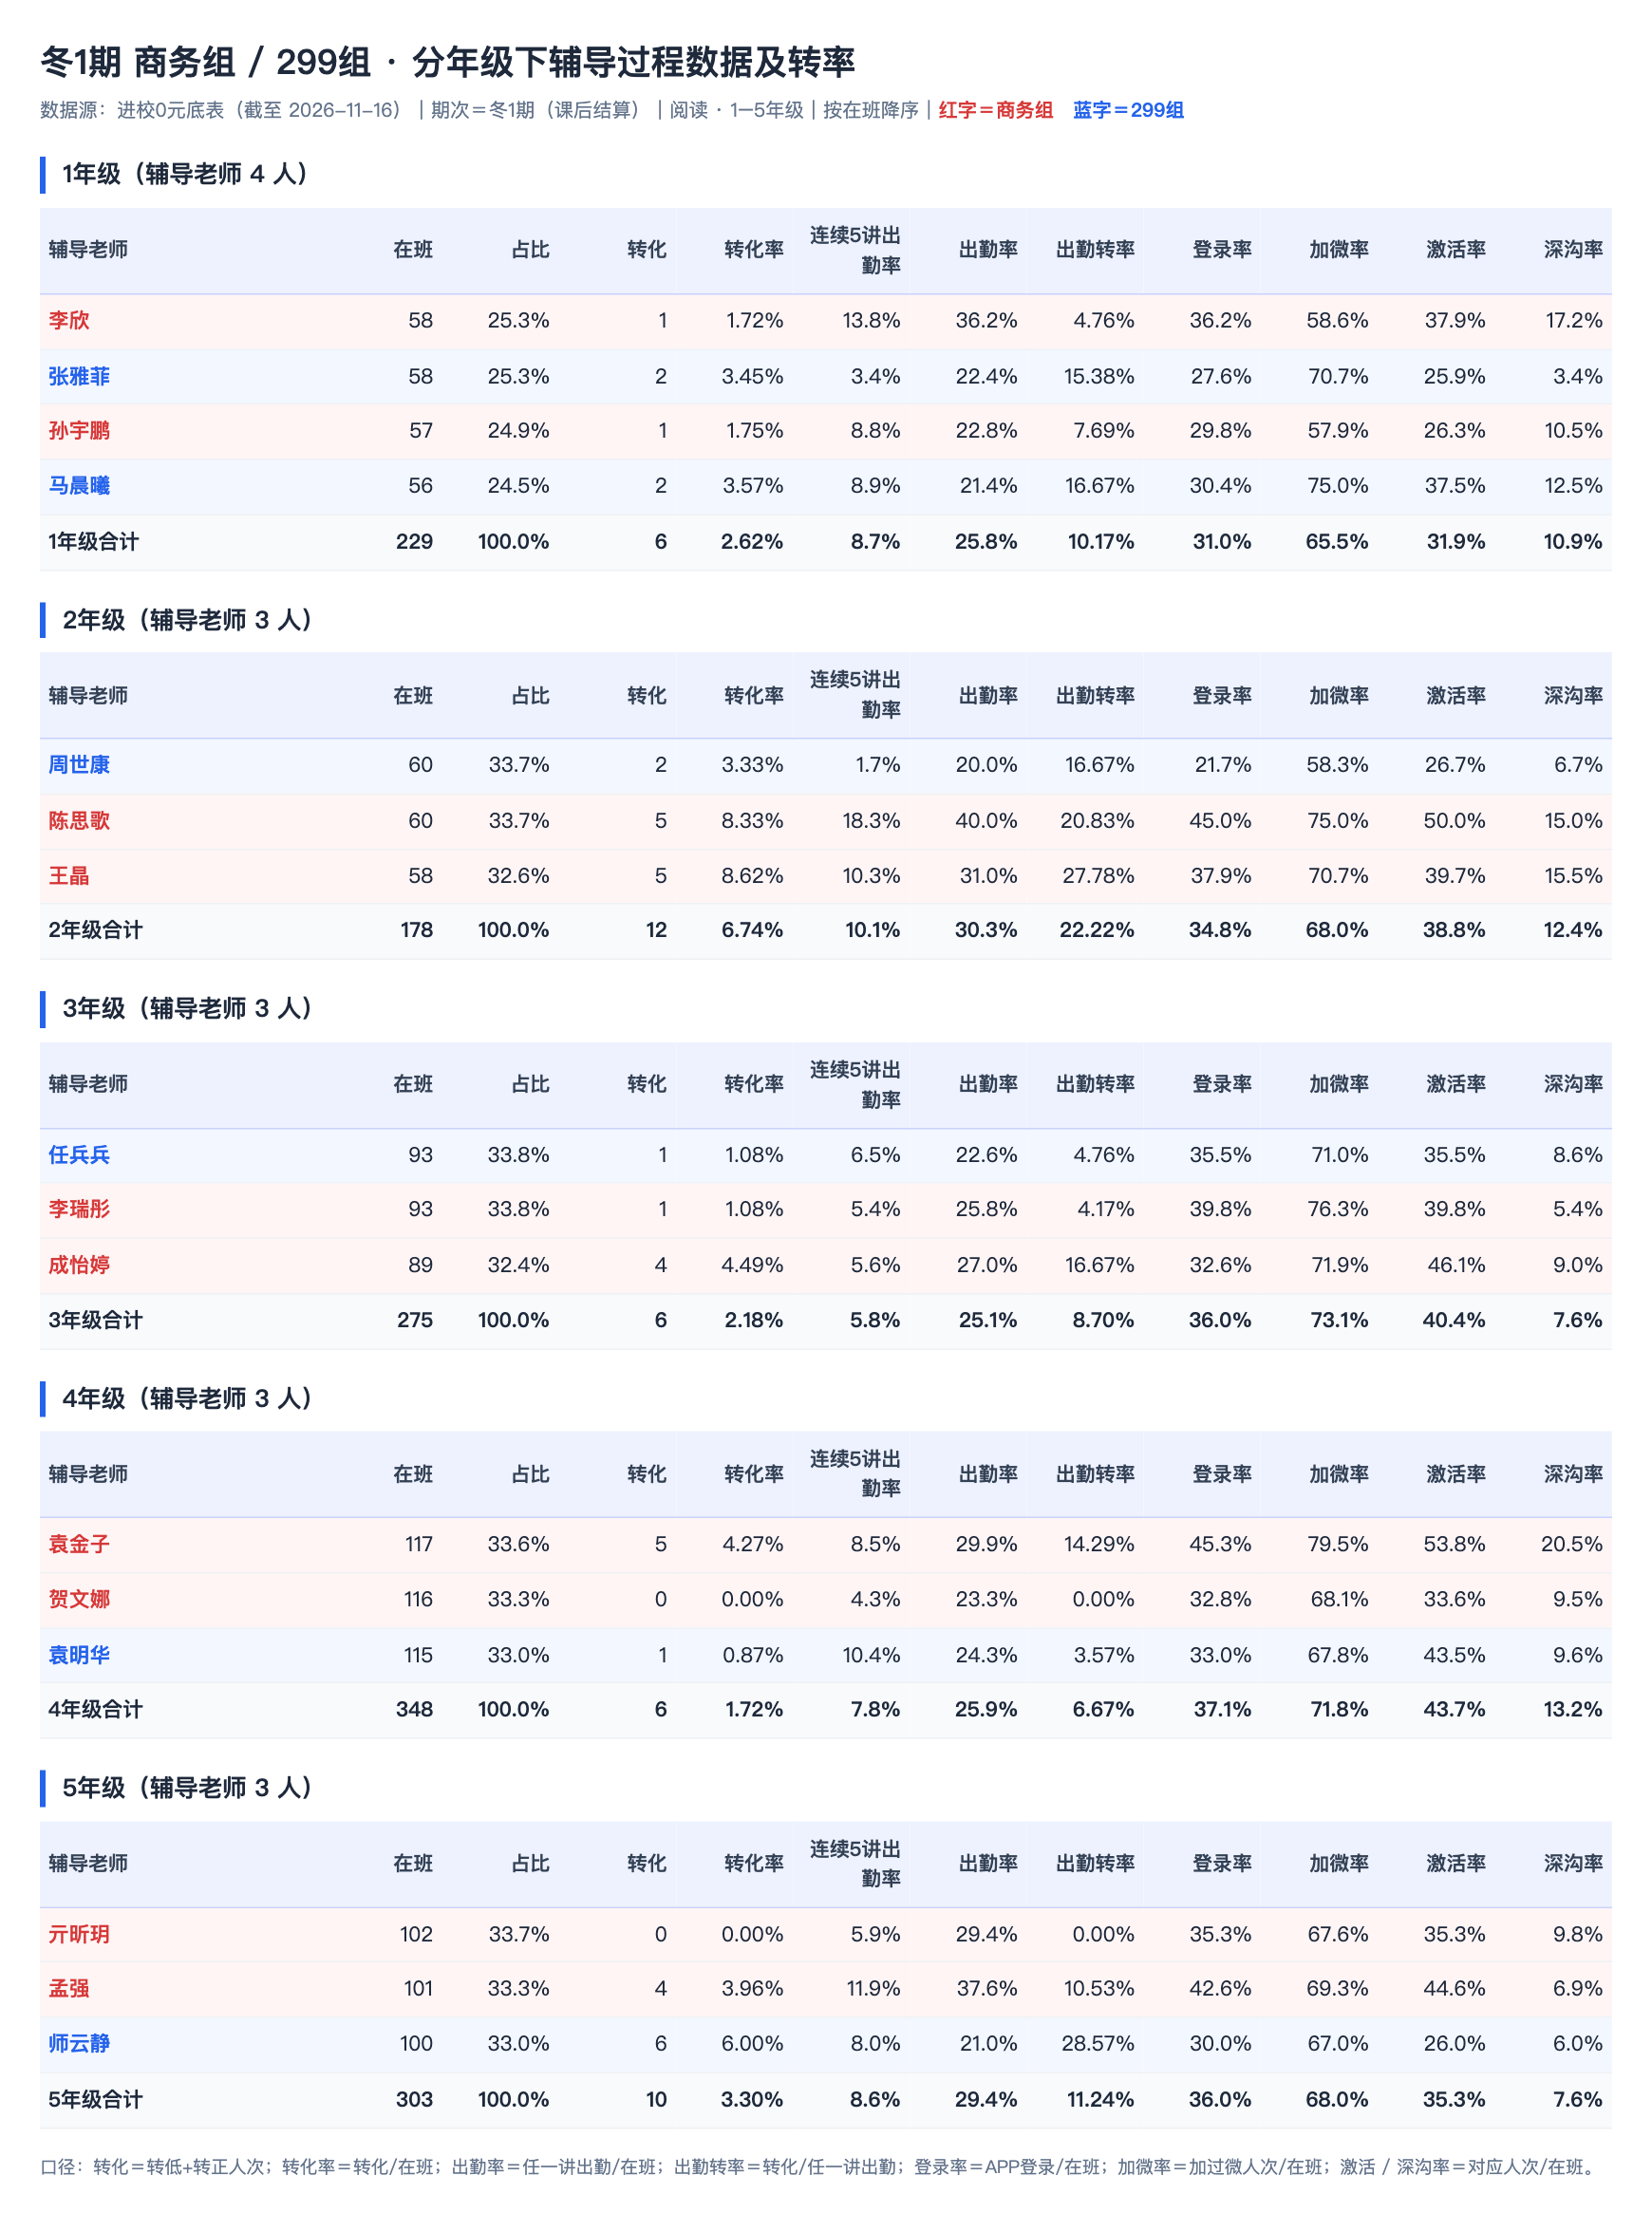 冬1期 商务组 / 299组 · 分年级下辅导过程数据及转率
数据源：进校0元底表（截至 2026-11-16）｜期次＝冬1期（课后结算）｜阅读 · 1—5年级｜按在班降序｜红字＝商务组 蓝字＝299组
1年级（辅导老师 4 人）
辅导老师 在班 占比 转化 转化率 连续5讲出勤率 出勤率 出勤转率 登录率 加微率 激活率 深沟率
李欣 58 25.3% 1 1.72% 13.8% 36.2% 4.76% 36.2% 58.6% 37.9% 17.2%
张雅菲 58 25.3% 2 3.45% 3.4% 22.4% 15.38% 27.6% 70.7% 25.9% 3.4%
孙宇鹏 57 24.9% 1 1.75% 8.8% 22.8% 7.69% 29.8% 57.9% 26.3% 10.5%
马晨曦 56 24.5% 2 3.57% 8.9% 21.4% 16.67% 30.4% 75.0% 37.5% 12.5%
1年级合计 229 100.0% 6 2.62% 8.7% 25.8% 10.17% 31.0% 65.5% 31.9% 10.9%
2年级（辅导老师 3 人）
辅导老师 在班 占比 转化 转化率 连续5讲出勤率 出勤率 出勤转率 登录率 加微率 激活率 深沟率
周世康 60 33.7% 2 3.33% 1.7% 20.0% 16.67% 21.7% 58.3% 26.7% 6.7%
陈思歌 60 33.7% 5 8.33% 18.3% 40.0% 20.83% 45.0% 75.0% 50.0% 15.0%
王晶 58 32.6% 5 8.62% 10.3% 31.0% 27.78% 37.9% 70.7% 39.7% 15.5%
2年级合计 178 100.0% 12 6.74% 10.1% 30.3% 22.22% 34.8% 68.0% 38.8% 12.4%
3年级（辅导老师 3 人）
辅导老师 在班 占比 转化 转化率 连续5讲出勤率 出勤率 出勤转率 登录率 加微率 激活率 深沟率
任兵兵 93 33.8% 1 1.08% 6.5% 22.6% 4.76% 35.5% 71.0% 35.5% 8.6%
李瑞彤 93 33.8% 1 1.08% 5.4% 25.8% 4.17% 39.8% 76.3% 39.8% 5.4%
成怡婷 89 32.4% 4 4.49% 5.6% 27.0% 16.67% 32.6% 71.9% 46.1% 9.0%
3年级合计 275 100.0% 6 2.18% 5.8% 25.1% 8.70% 36.0% 73.1% 40.4% 7.6%
4年级（辅导老师 3 人）
辅导老师 在班 占比 转化 转化率 连续5讲出勤率 出勤率 出勤转率 登录率 加微率 激活率 深沟率
袁金子 117 33.6% 5 4.27% 8.5% 29.9% 14.29% 45.3% 79.5% 53.8% 20.5%
贺文娜 116 33.3% 0 0.00% 4.3% 23.3% 0.00% 32.8% 68.1% 33.6% 9.5%
袁明华 115 33.0% 1 0.87% 10.4% 24.3% 3.57% 33.0% 67.8% 43.5% 9.6%
4年级合计 348 100.0% 6 1.72% 7.8% 25.9% 6.67% 37.1% 71.8% 43.7% 13.2%
5年级（辅导老师 3 人）
辅导老师 在班 占比 转化 转化率 连续5讲出勤率 出勤率 出勤转率 登录率 加微率 激活率 深沟率
亓昕玥 102 33.7% 0 0.00% 5.9% 29.4% 0.00% 35.3% 67.6% 35.3% 9.8%
孟强 101 33.3% 4 3.96% 11.9% 37.6% 10.53% 42.6% 69.3% 44.6% 6.9%
师云静 100 33.0% 6 6.00% 8.0% 21.0% 28.57% 30.0% 67.0% 26.0% 6.0%
5年级合计 303 100.0% 10 3.30% 8.6% 29.4% 11.24% 36.0% 68.0% 35.3% 7.6%
口径：转化＝转低+转正人次；转化率＝转化/在班；出勤率＝任一讲出勤/在班；出勤转率＝转化/任一讲出勤；登录率＝APP登录/在班；加微率＝加过微人次/在班；激活 / 深沟率＝对应人次/在班。